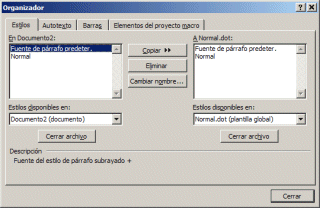 Organizador
Estilos
Autotexto
Barras
Elementos del proyecto macro
En Documento2:
Fuente de párrafo predeter.
Normal
Copiar
Eliminar
Cambiar nombre...
A Normal.dot:
Fuente de párrafo predeter.
Normal
Estilos disponibles en:
Documento2 (documento)
Cerrar archivo
Estilos disponibles en:
Normal.dot (plantilla global)
Cerrar archivo
Descripción
Fuente del estilo de párrafo subrayado +
Cerrar